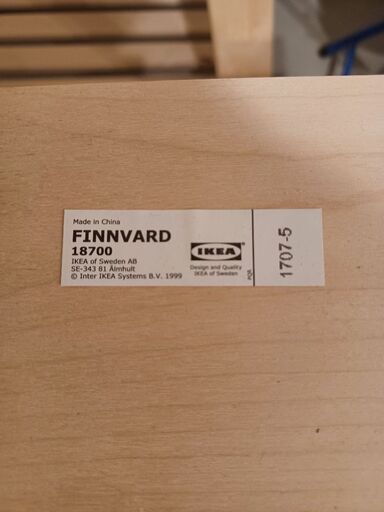 Made in China
FINNVARD
18700
IKEA of Sweden AB
SE-343 81 Älmhult
© Inter IKEA Systems B.V. 1999
IKEA
Design and Quality
IKEA of Sweden
PQR
1707-5